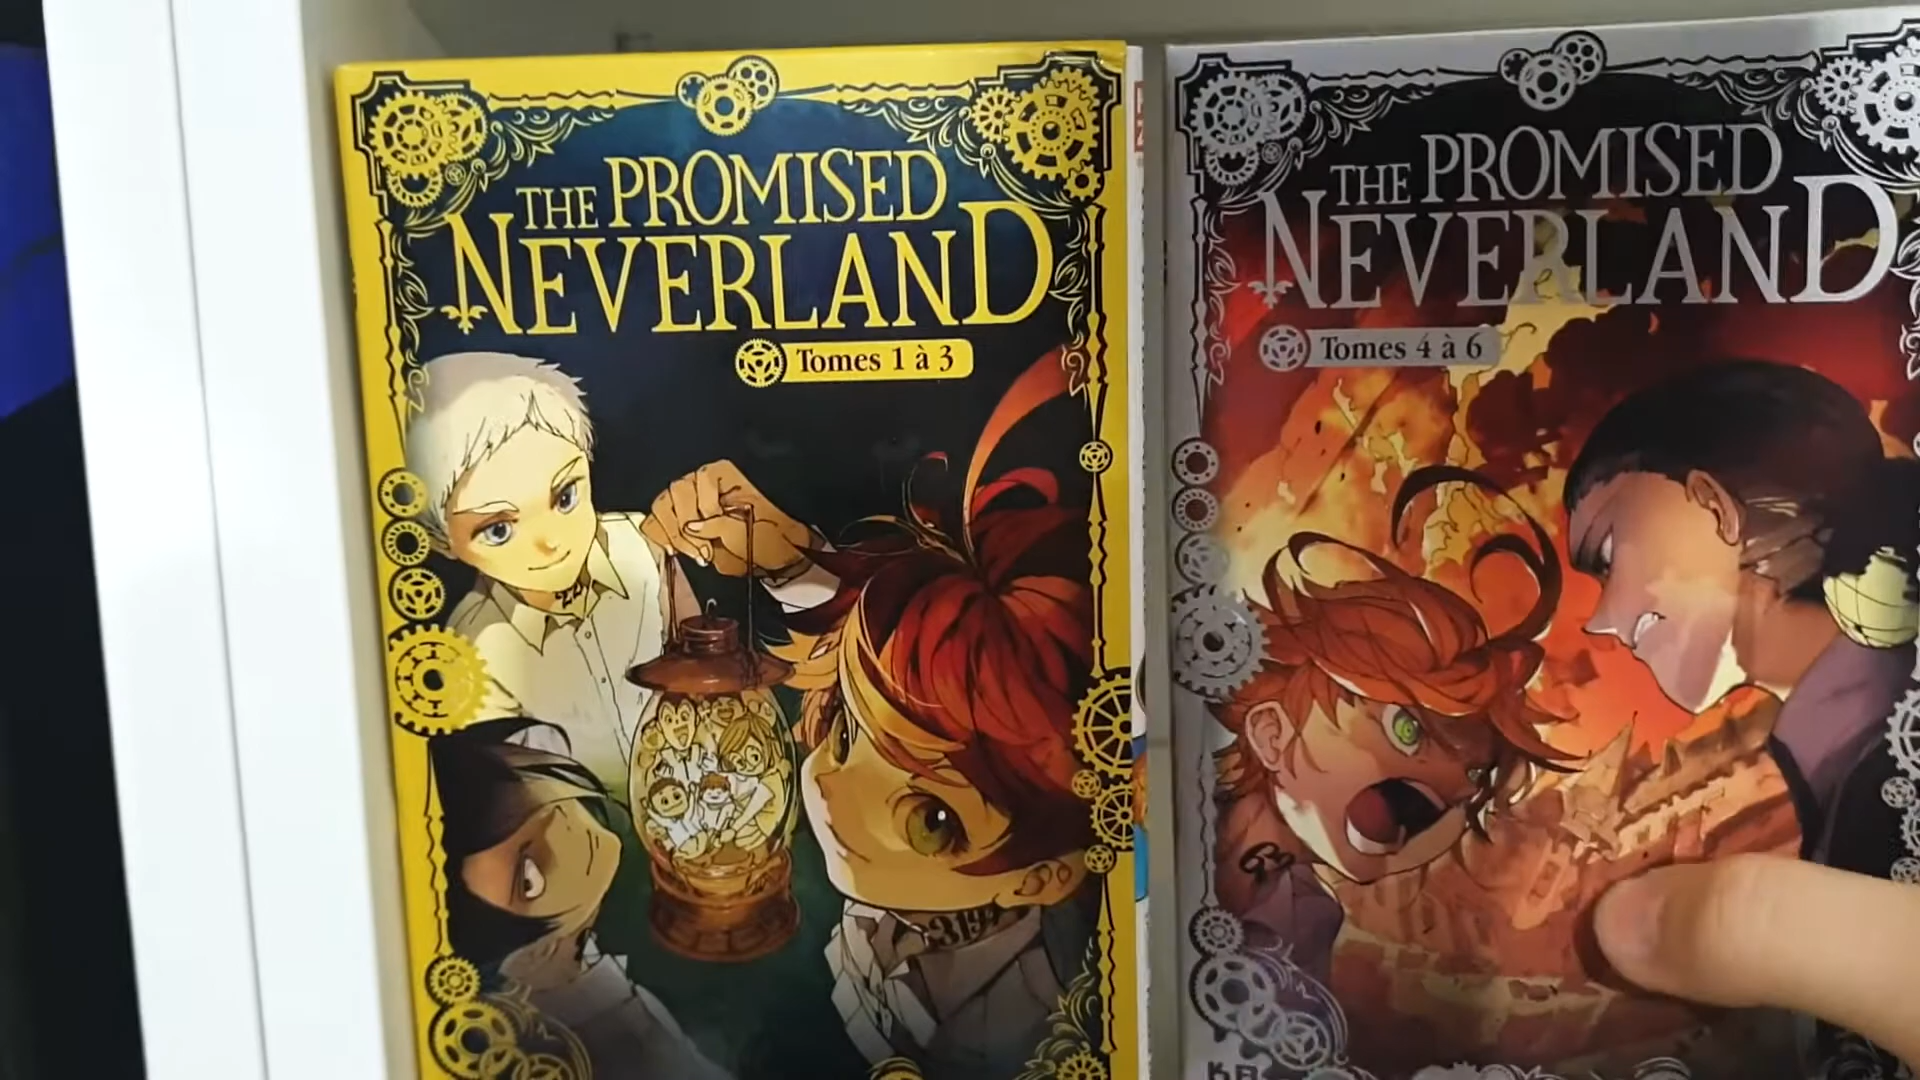 THE PROMISED
NEVERLAND
Tomes 1 à 3
THE PROMISED
NEVERLAND
Tomes 4 à 6